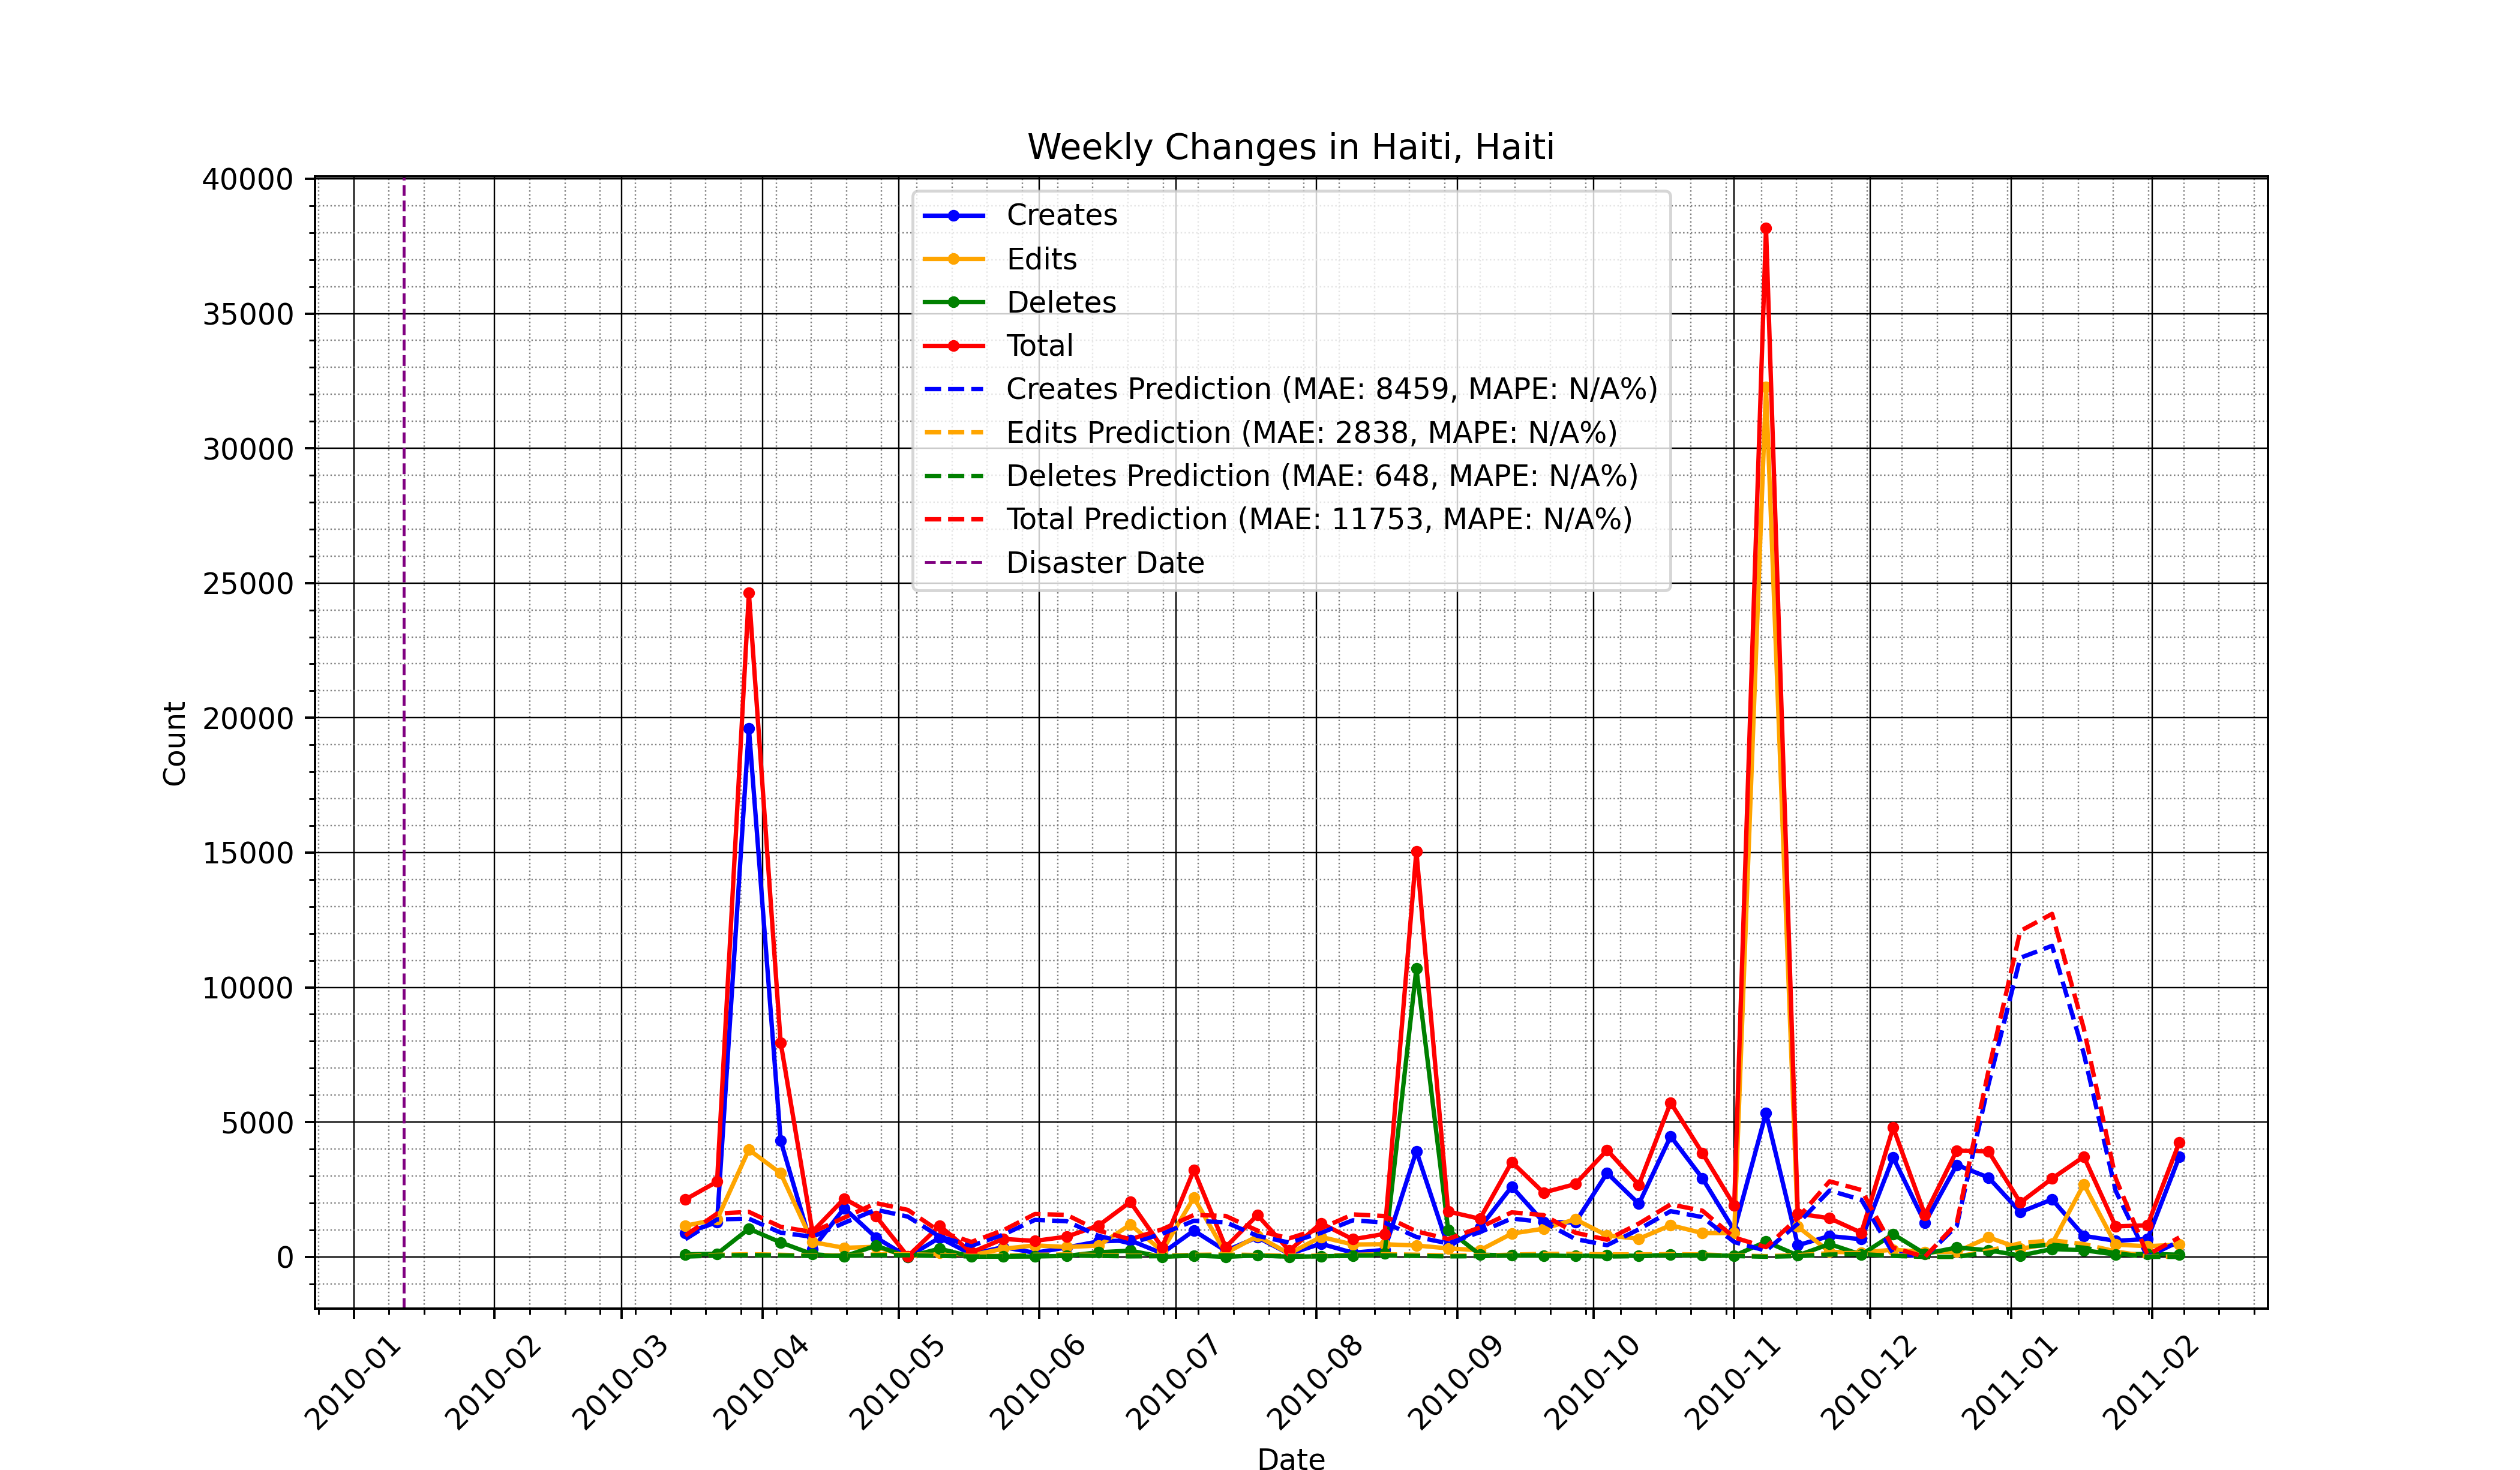 Weekly Changes in Haiti, Haiti
40000
35000
30000
25000
20000
15000
10000
5000
0
Count
Creates
Edits
Deletes
Total
Creates Prediction (MAE: 8459, MAPE: N/A%)
Edits Prediction (MAE: 2838, MAPE: N/A%)
Deletes Prediction (MAE: 648, MAPE: N/A%)
Total Prediction (MAE: 11753, MAPE: N/A%)
Disaster Date
2010-01
2010-02
2010-03
2010-04
2010-05
2010-06
2010-07
2010-08
2010-09
2010-10
2010-11
2010-12
2011-01
2011-02
Date